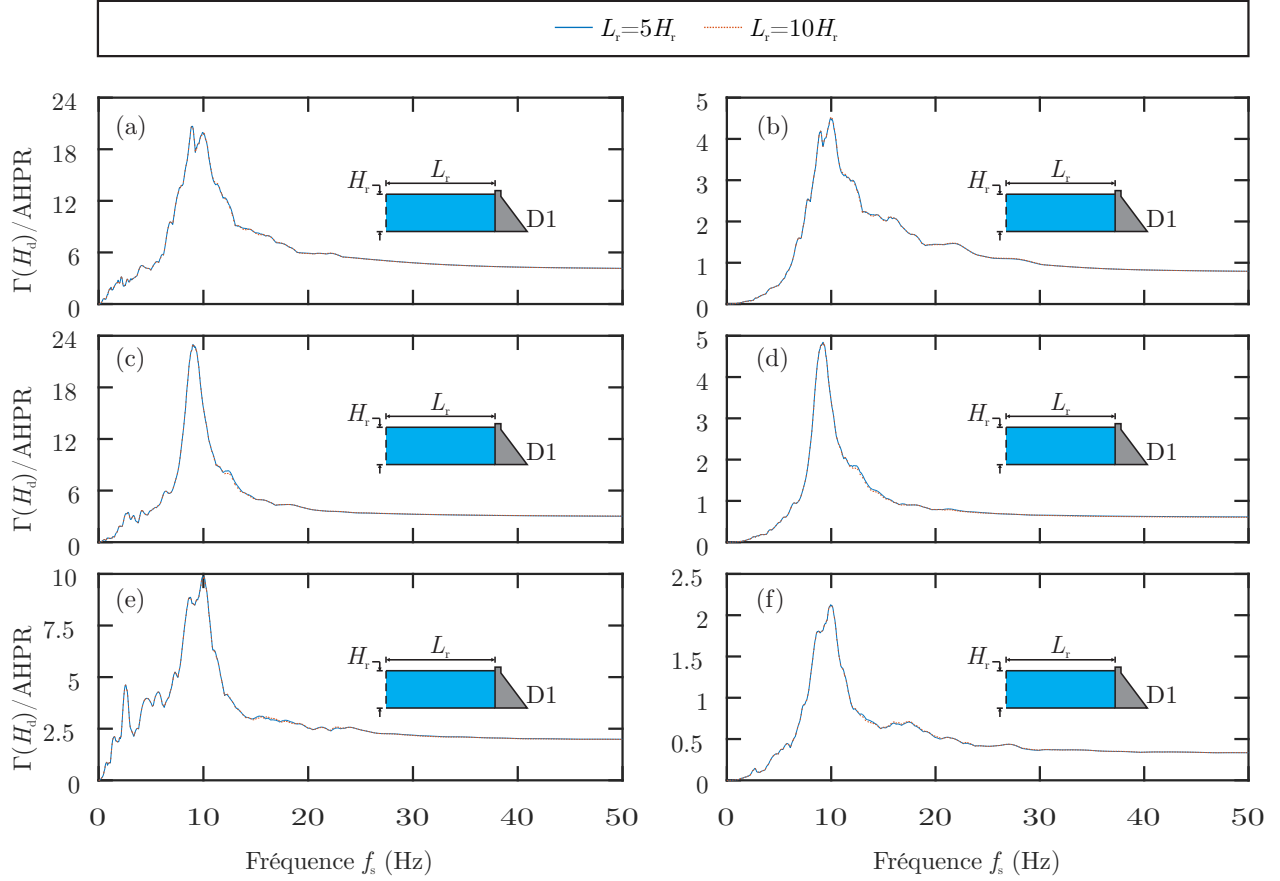 L_r=5H_r L_r=10H_r
24 (a)
18
12
6
0
Γ(H_d)/AHPR
H_r L_r D1
5 (b)
4
3
2
1
0
H_r L_r D1
24 (c)
18
12
6
0
Γ(H_d)/AHPR
H_r L_r D1
5 (d)
4
3
2
1
0
H_r L_r D1
10 (e)
7.5
5
2.5
0
Γ(H_d)/AHPR
H_r L_r D1
0 10 20 30 40 50
Fréquence f_s (Hz)
2.5 (f)
2
1.5
1
0.5
0
H_r L_r D1
0 10 20 30 40 50
Fréquence f_s (Hz)